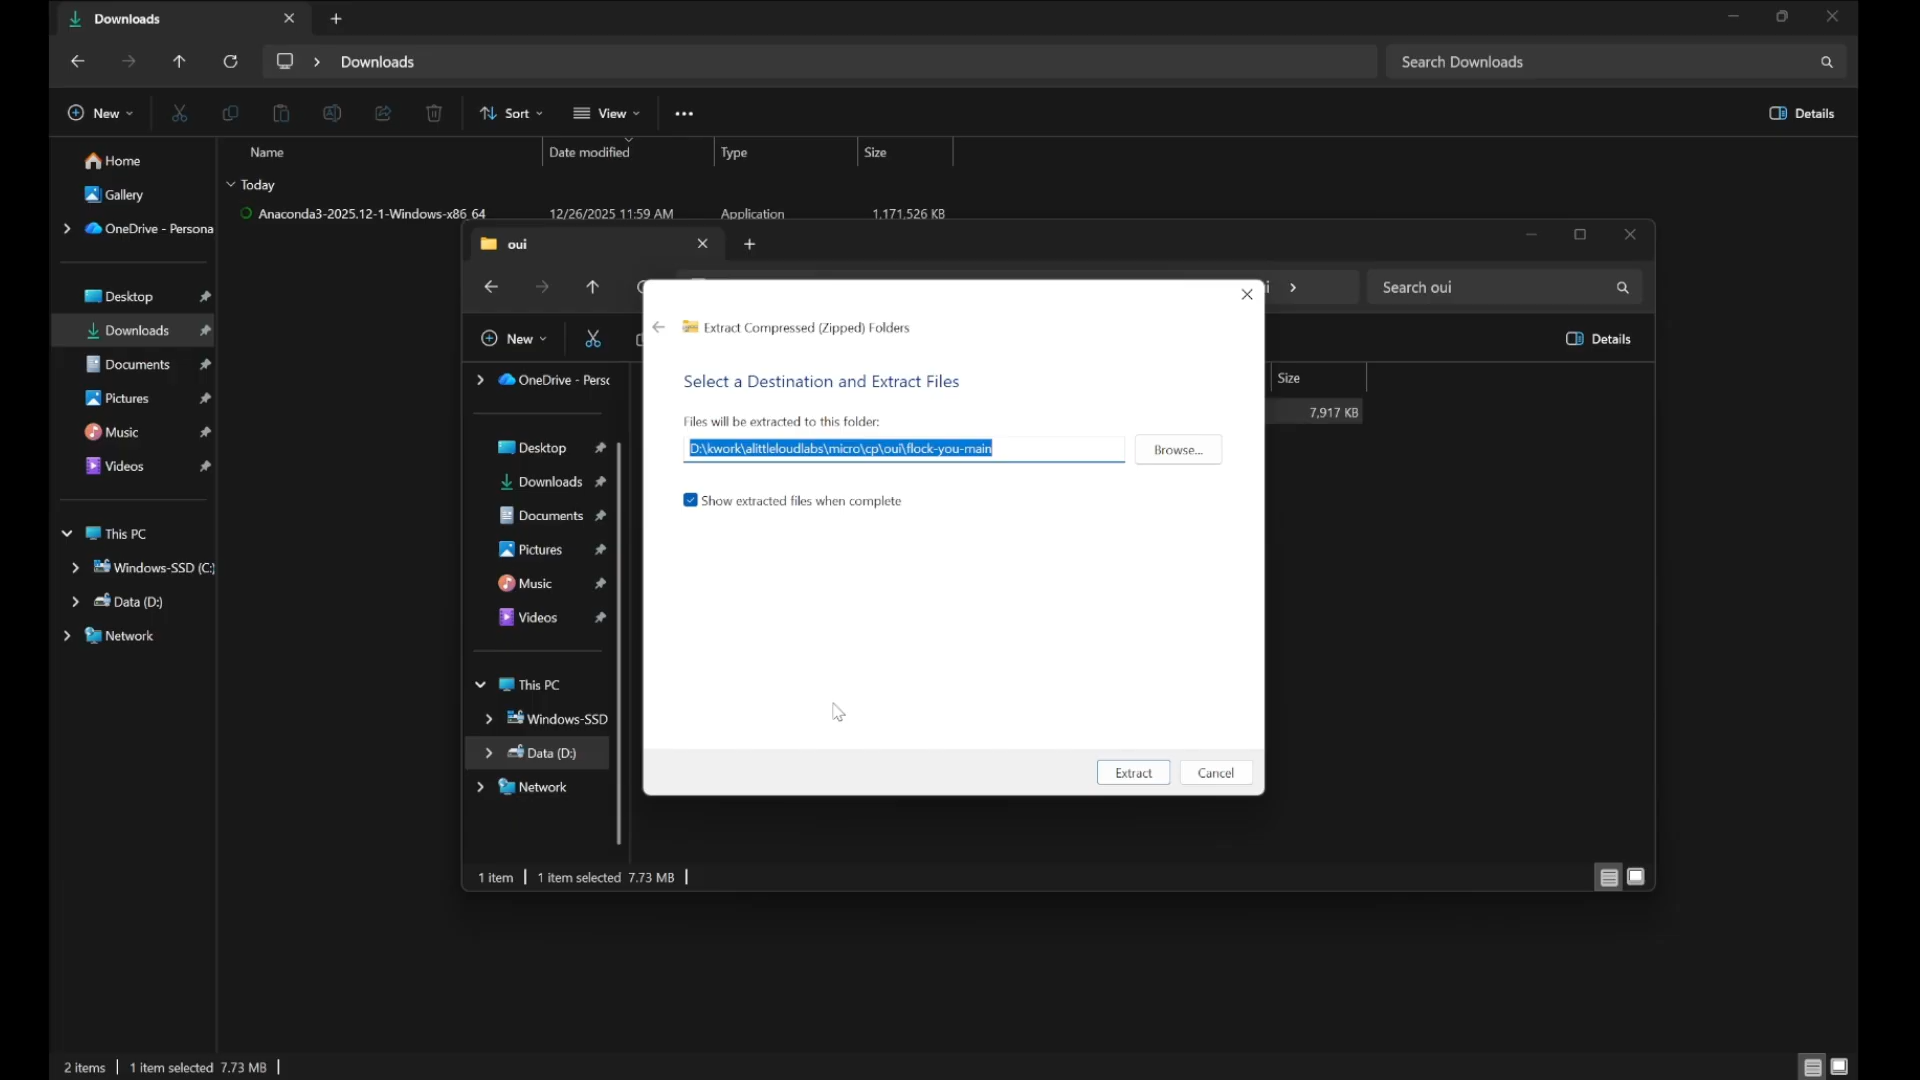 Downloads
Downloads
Search Downloads
New
Sort
View
Details
Name
Date modified
Type
Size
Home
Gallery
OneDrive - Persona
Desktop
Downloads
Documents
Pictures
Music
Videos
This PC
Windows-SSD (C:)
Data (D:)
Network
Today
Anaconda3-2025.12-1-Windows-x86_64
12/26/2025 11:59 AM
Application
1,171,526 KB
oui
Search oui
New
Details
OneDrive - Perso
Size
7,917 KB
Desktop
Downloads
Documents
Pictures
Music
Videos
This PC
Windows-SSD
Data (D:)
Network
Extract Compressed (Zipped) Folders
Select a Destination and Extract Files
Files will be extracted to this folder:
D:\kwork\alittleloudlabs\micro\cp\oui\flock-you-main
Browse...
Show extracted files when complete
Extract
Cancel
1 item
1 item selected 7.73 MB
2 items
1 item selected 7.73 MB